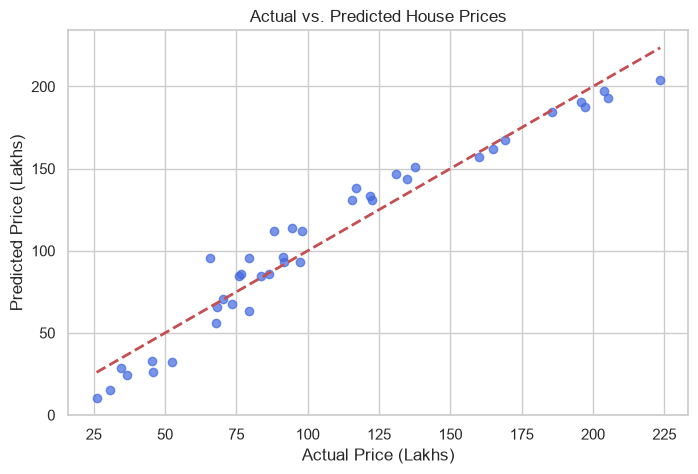 Actual vs. Predicted House Prices
Predicted Price (Lakhs)
200
150
100
50
0
25 50 75 100 125 150 175 200 225
Actual Price (Lakhs)